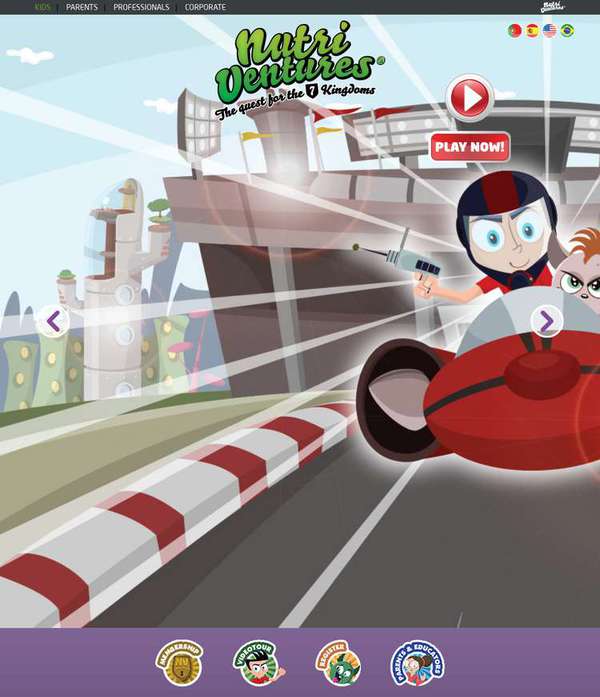 KIDS | PARENTS | PROFESSIONALS | CORPORATE
Nutri Ventures
Nutri
Ventures®
The quest for the 7 Kingdoms
PLAY NOW!
MEMBERSHIP
NV
VIDEOTOUR
REGISTER
PARENTS & EDUCATORS